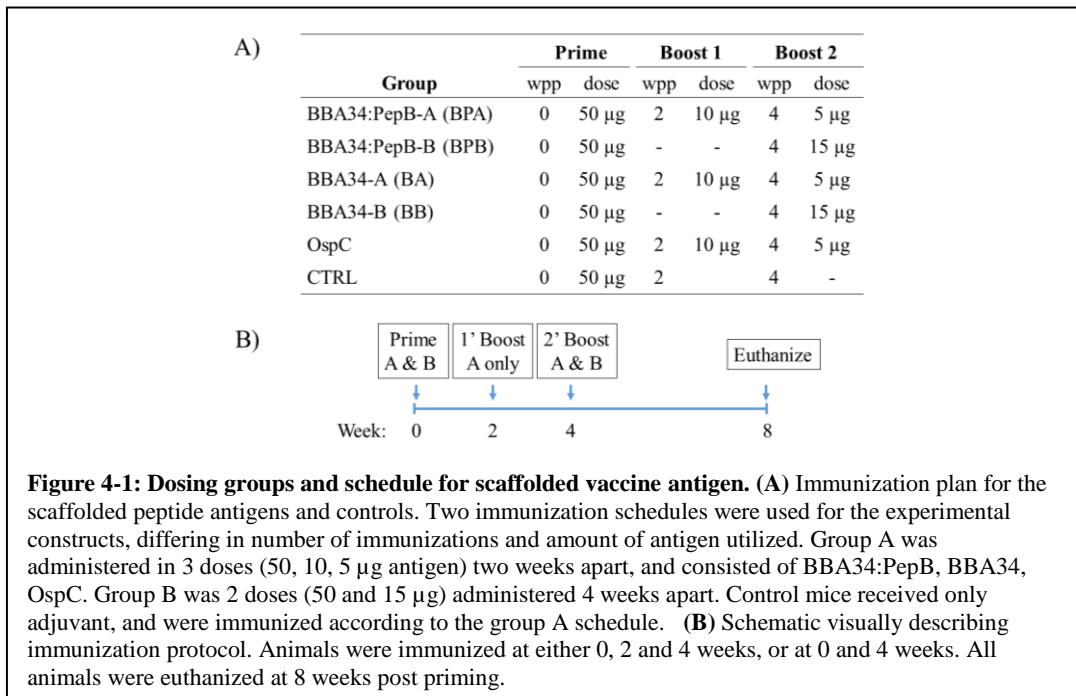 A)
Prime Boost 1 Boost 2
Group wpp dose wpp dose wpp dose
BBA34:PepB-A (BPA) 0 50 µg 2 10 µg 4 5 µg
BBA34:PepB-B (BPB) 0 50 µg - - 4 15 µg
BBA34-A (BA) 0 50 µg 2 10 µg 4 5 µg
BBA34-B (BB) 0 50 µg - - 4 15 µg
OspC 0 50 µg 2 10 µg 4 5 µg
CTRL 0 50 µg 2 4 -
B)
Prime 1’ Boost 2’ Boost
A & B A only A & B Euthanize
Week: 0 2 4 8
Figure 4-1: Dosing groups and schedule for scaffolded vaccine antigen. (A) Immunization plan for the
scaffolded peptide antigens and controls. Two immunization schedules were used for the experimental
constructs, differing in number of immunizations and amount of antigen utilized. Group A was
administered in 3 doses (50, 10, 5 µg antigen) two weeks apart, and consisted of BBA34:PepB, BBA34,
OspC. Group B was 2 doses (50 and 15 µg) administered 4 weeks apart. Control mice received only
adjuvant, and were immunized according to the group A schedule. (B) Schematic visually describing
immunization protocol. Animals were immunized at either 0, 2 and 4 weeks, or at 0 and 4 weeks. All
animals were euthanized at 8 weeks post priming.